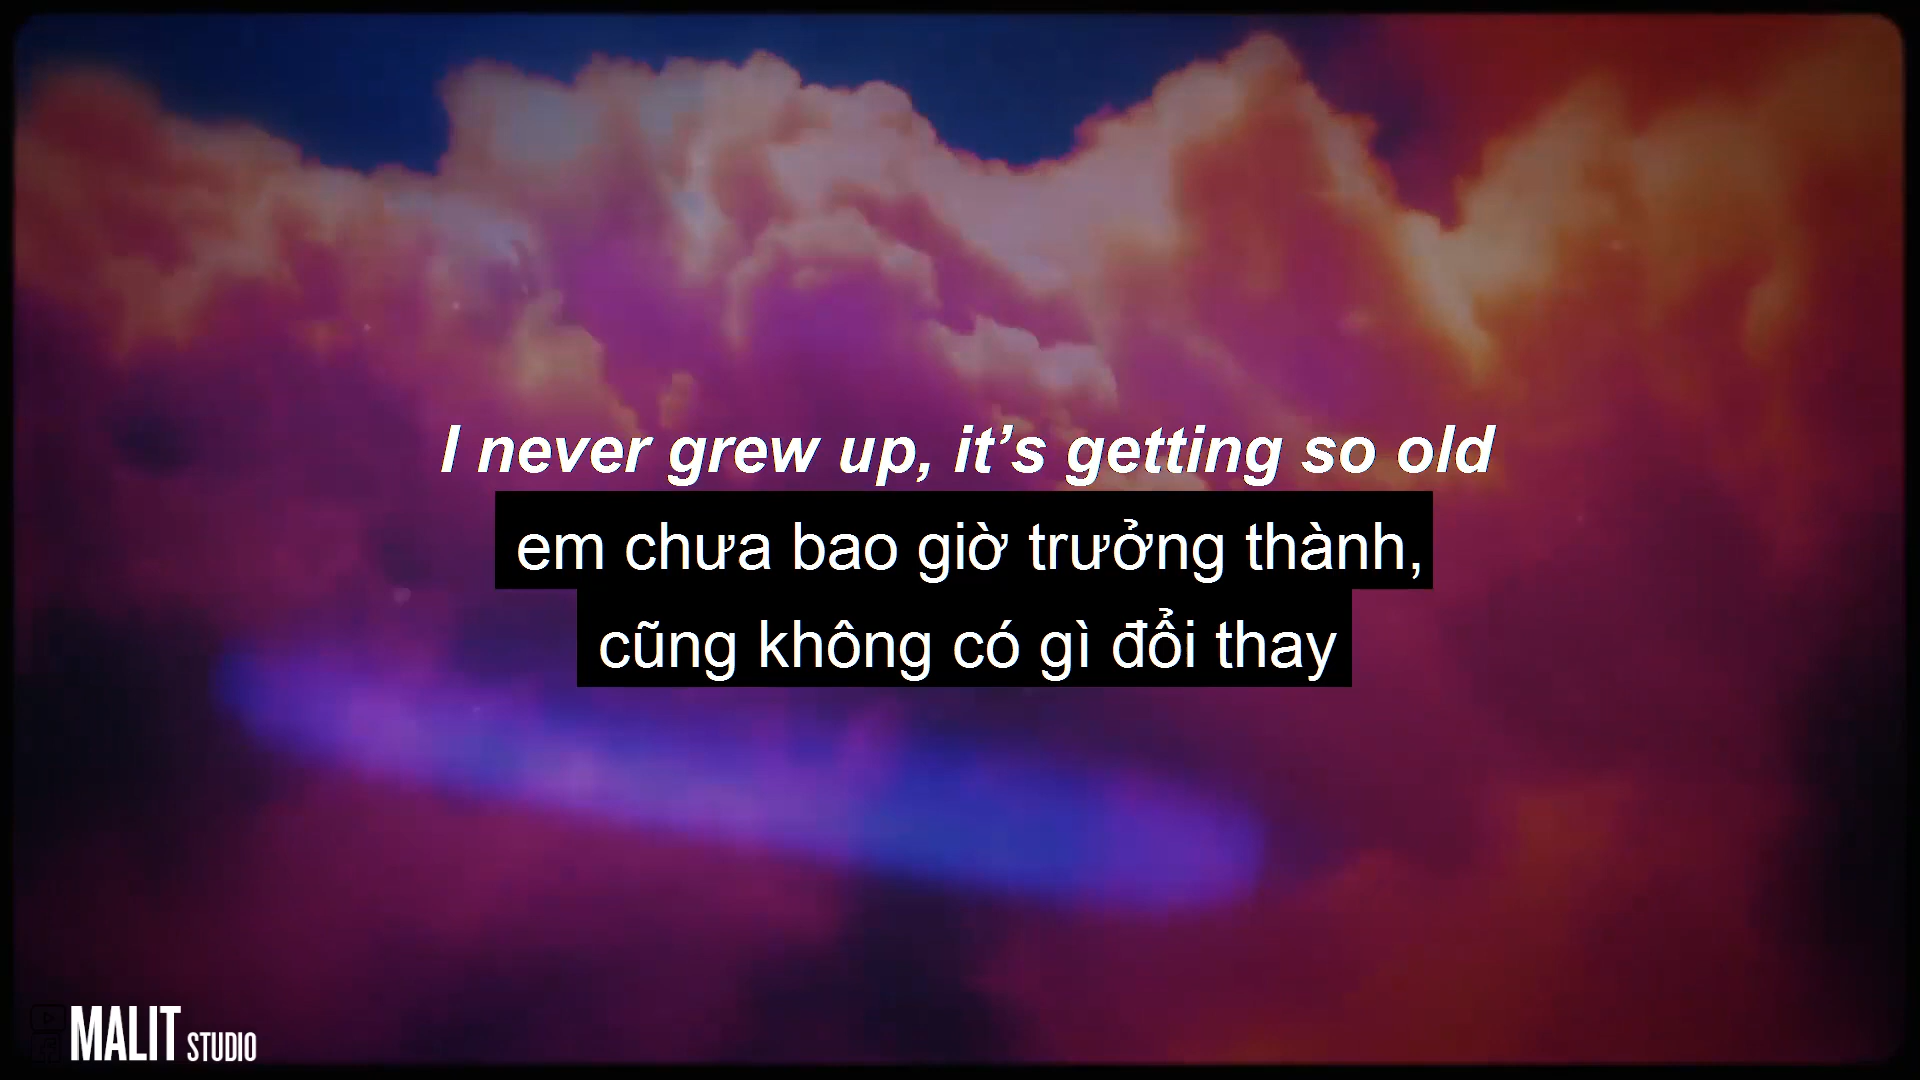 I never grew up, it’s getting so old
em chưa bao giờ trưởng thành,
cũng không có gì đổi thay
MALIT STUDIO